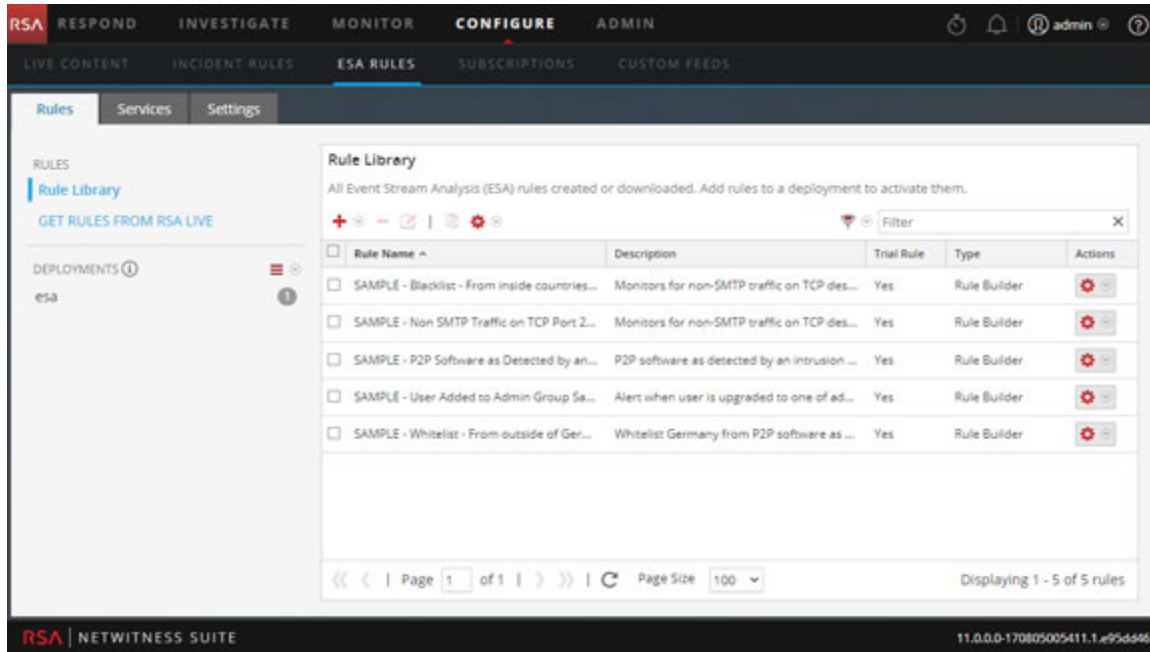 RSA RESPOND INVESTIGATE MONITOR CONFIGURE ADMIN admin
LIVE CONTENT INCIDENT RULES ESA RULES SUBSCRIPTIONS CUSTOM FEEDS
Rules Services Settings
RULES
Rule Library
GET RULES FROM RSA LIVE
DEPLOYMENTS
esa 1
Rule Library
All Event Stream Analysis (ESA) rules created or downloaded. Add rules to a deployment to activate them.
Filter
Rule Name Description Trial Rule Type Actions
SAMPLE - Blacklist - From inside countries... Monitors for non-SMTP traffic on TCP des... Yes Rule Builder
SAMPLE - Non SMTP Traffic on TCP Port 2... Monitors for non-SMTP traffic on TCP des... Yes Rule Builder
SAMPLE - P2P Software as Detected by an... P2P software as detected by an intrusion ... Yes Rule Builder
SAMPLE - User Added to Admin Group Sa... Alert when user is upgraded to one of ad... Yes Rule Builder
SAMPLE - Whitelist - From outside of Ger... Whitelist Germany from P2P software as ... Yes Rule Builder
Page 1 of 1 Page Size 100 Displaying 1 - 5 of 5 rules
RSA NETWITNESS SUITE 11.0.0.0-170805005411.1.e95dd46